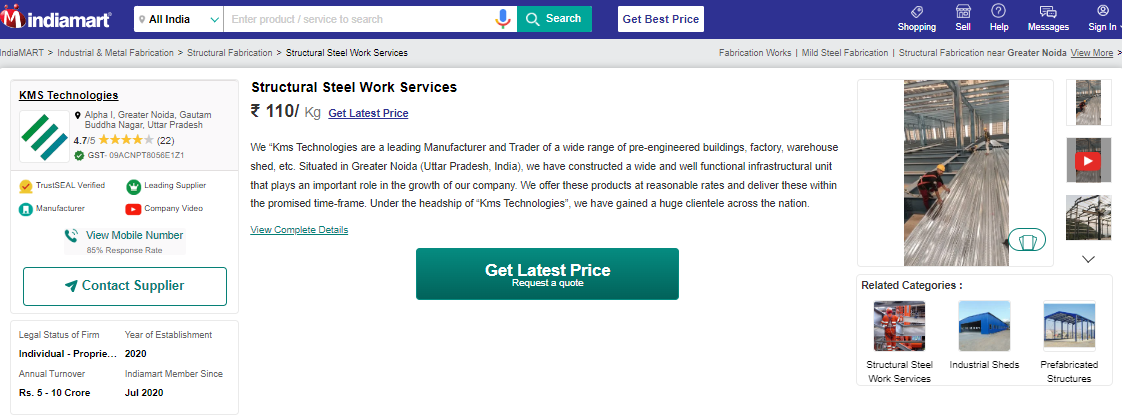 indiamart
All India
Enter product / service to search
Search
Get Best Price
Shopping
Sell
Help
Messages
Sign In
IndiaMART > Industrial & Metal Fabrication > Structural Fabrication > Structural Steel Work Services
Fabrication Works | Mild Steel Fabrication | Structural Fabrication near Greater Noida View More >
KMS Technologies
Alpha I, Greater Noida, Gautam
Buddha Nagar, Uttar Pradesh
4.7/5 (22)
GST- 09ACNPT8056E1Z1
TrustSEAL Verified
Leading Supplier
Manufacturer
Company Video
View Mobile Number
85% Response Rate
Contact Supplier
Legal Status of Firm
Year of Establishment
Individual - Proprie...
2020
Annual Turnover
Indiamart Member Since
Rs. 5 - 10 Crore
Jul 2020
Structural Steel Work Services
₹ 110/ Kg Get Latest Price
We “Kms Technologies are a leading Manufacturer and Trader of a wide range of pre-engineered buildings, factory, warehouse
shed, etc. Situated in Greater Noida (Uttar Pradesh, India), we have constructed a wide and well functional infrastructural unit
that plays an important role in the growth of our company. We offer these products at reasonable rates and deliver these within
the promised time-frame. Under the headship of “Kms Technologies”, we have gained a huge clientele across the nation.
View Complete Details
Get Latest Price
Request a quote
Related Categories :
Structural Steel
Work Services
Industrial Sheds
Prefabricated
Structures